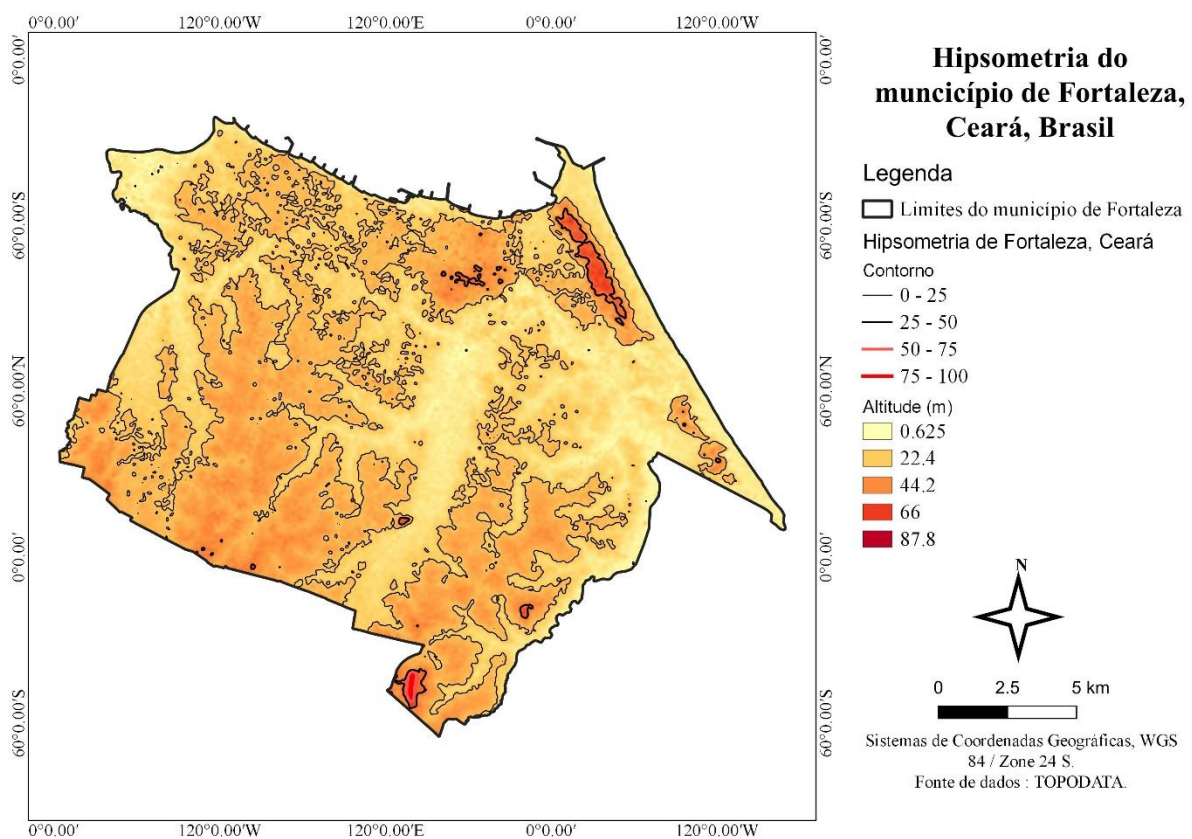 0°0.00' 120°0.00'W 120°0.00'E 0°0.00' 120°0.00'W
0°0.00'
60°0.00'S
60°0.00'N
0°0.00'
60°0.00'S
0°0.00'
60°0.00'S
60°0.00'N
0°0.00'
60°0.00'S
0°0.00' 120°0.00'W 120°0.00'E 0°0.00' 120°0.00'W
Hipsometria do
muncicípio de Fortaleza,
Ceará, Brasil
Legenda
Limites do município de Fortaleza
Hipsometria de Fortaleza, Ceará
Contorno
0 - 25
25 - 50
50 - 75
75 - 100
Altitude (m)
0.625
22.4
44.2
66
87.8
N
0 2.5 5 km
Sistemas de Coordenadas Geográficas, WGS
84 / Zone 24 S.
Fonte de dados : TOPODATA.